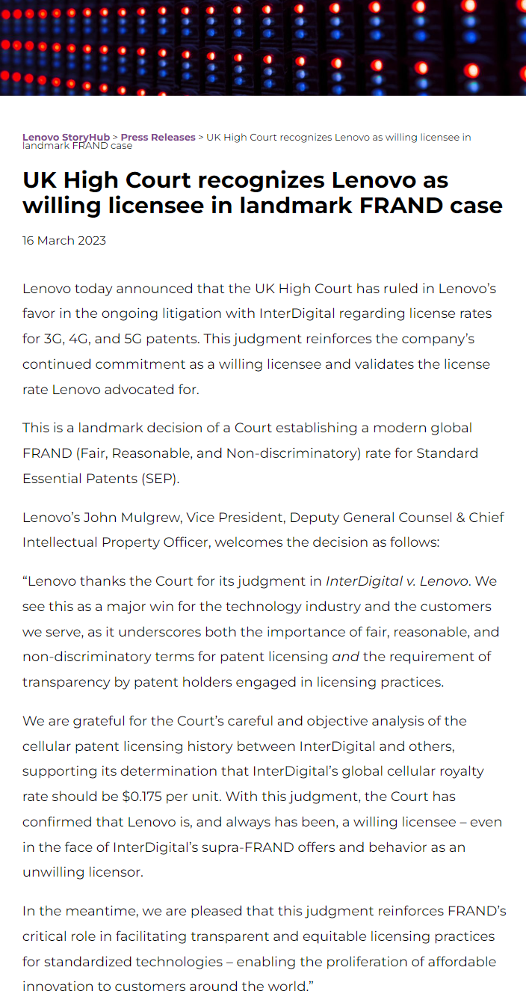 Lenovo StoryHub > Press Releases > UK High Court recognizes Lenovo as willing licensee in
landmark FRAND case
UK High Court recognizes Lenovo as
willing licensee in landmark FRAND case
16 March 2023
Lenovo today announced that the UK High Court has ruled in Lenovo’s
favor in the ongoing litigation with InterDigital regarding license rates
for 3G, 4G, and 5G patents. This judgment reinforces the company’s
continued commitment as a willing licensee and validates the license
rate Lenovo advocated for.
This is a landmark decision of a Court establishing a modern global
FRAND (Fair, Reasonable, and Non-discriminatory) rate for Standard
Essential Patents (SEP).
Lenovo’s John Mulgrew, Vice President, Deputy General Counsel & Chief
Intellectual Property Officer, welcomes the decision as follows:
“Lenovo thanks the Court for its judgment in InterDigital v. Lenovo. We
see this as a major win for the technology industry and the customers
we serve, as it underscores both the importance of fair, reasonable, and
non-discriminatory terms for patent licensing and the requirement of
transparency by patent holders engaged in licensing practices.
We are grateful for the Court’s careful and objective analysis of the
cellular patent licensing history between InterDigital and others,
supporting its determination that InterDigital’s global cellular royalty
rate should be $0.175 per unit. With this judgment, the Court has
confirmed that Lenovo is, and always has been, a willing licensee – even
in the face of InterDigital’s supra-FRAND offers and behavior as an
unwilling licensor.
In the meantime, we are pleased that this judgment reinforces FRAND’s
critical role in facilitating transparent and equitable licensing practices
for standardized technologies – enabling the proliferation of affordable
innovation to customers around the world.”